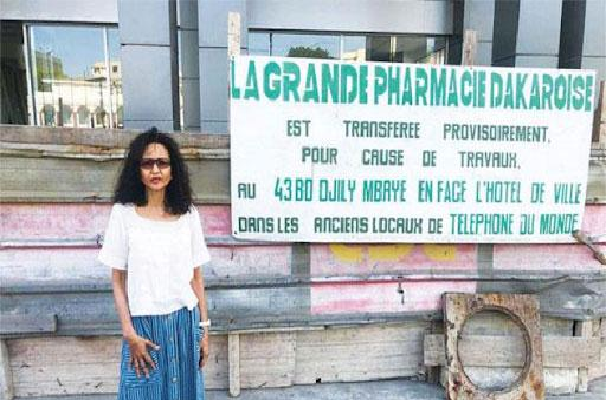 LA GRANDE PHARMACIE DAKAROISE
EST TRANSFEREE PROVISOIREMENT,
POUR CAUSE DE TRAVAUX,
AU 43 BD DJILY MBAYE EN FACE L'HOTEL DE VILLE
DANS LES ANCIENS LOCAUX DE TELEPHONE DU MONDE